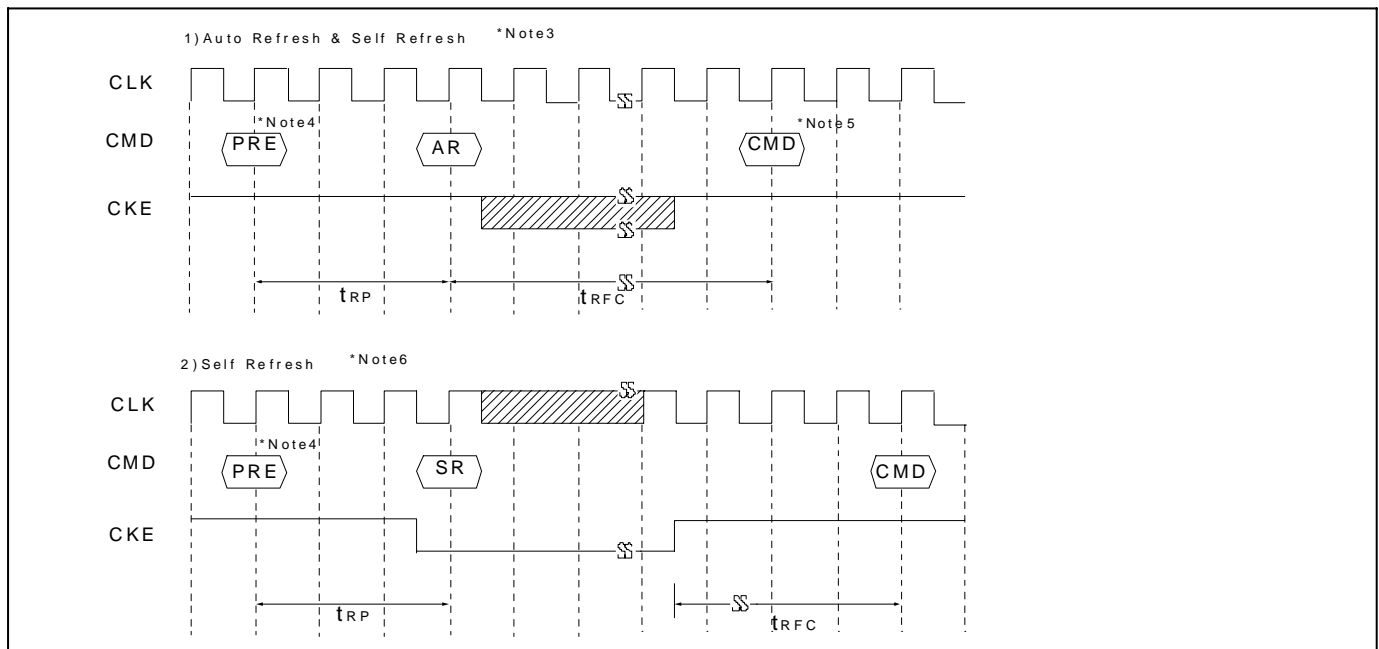 1)Auto Refresh & Self Refresh *Note3
CLK
*Note4 *Note5
CMD PRE AR CMD
CKE
tRP tRFC
2)Self Refresh *Note6
CLK
*Note4
CMD PRE SR CMD
CKE
tRP tRFC